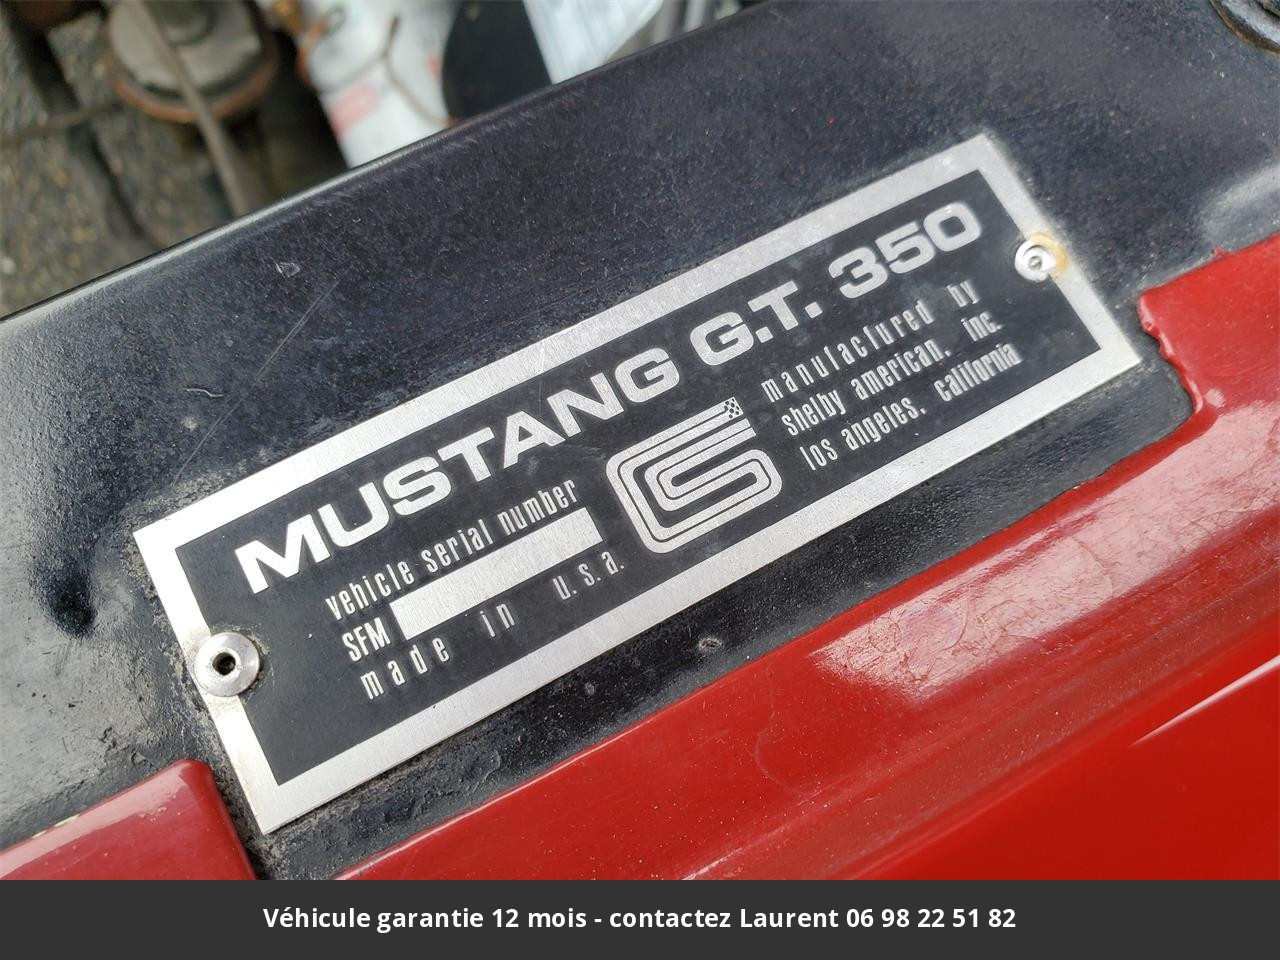 MUSTANG G.T. 350
vehicle serial number
SFM
made in u.s.a.
manufactured by
shelby american, inc.
los angeles, california
Véhicule garantie 12 mois - contactez Laurent 06 98 22 51 82